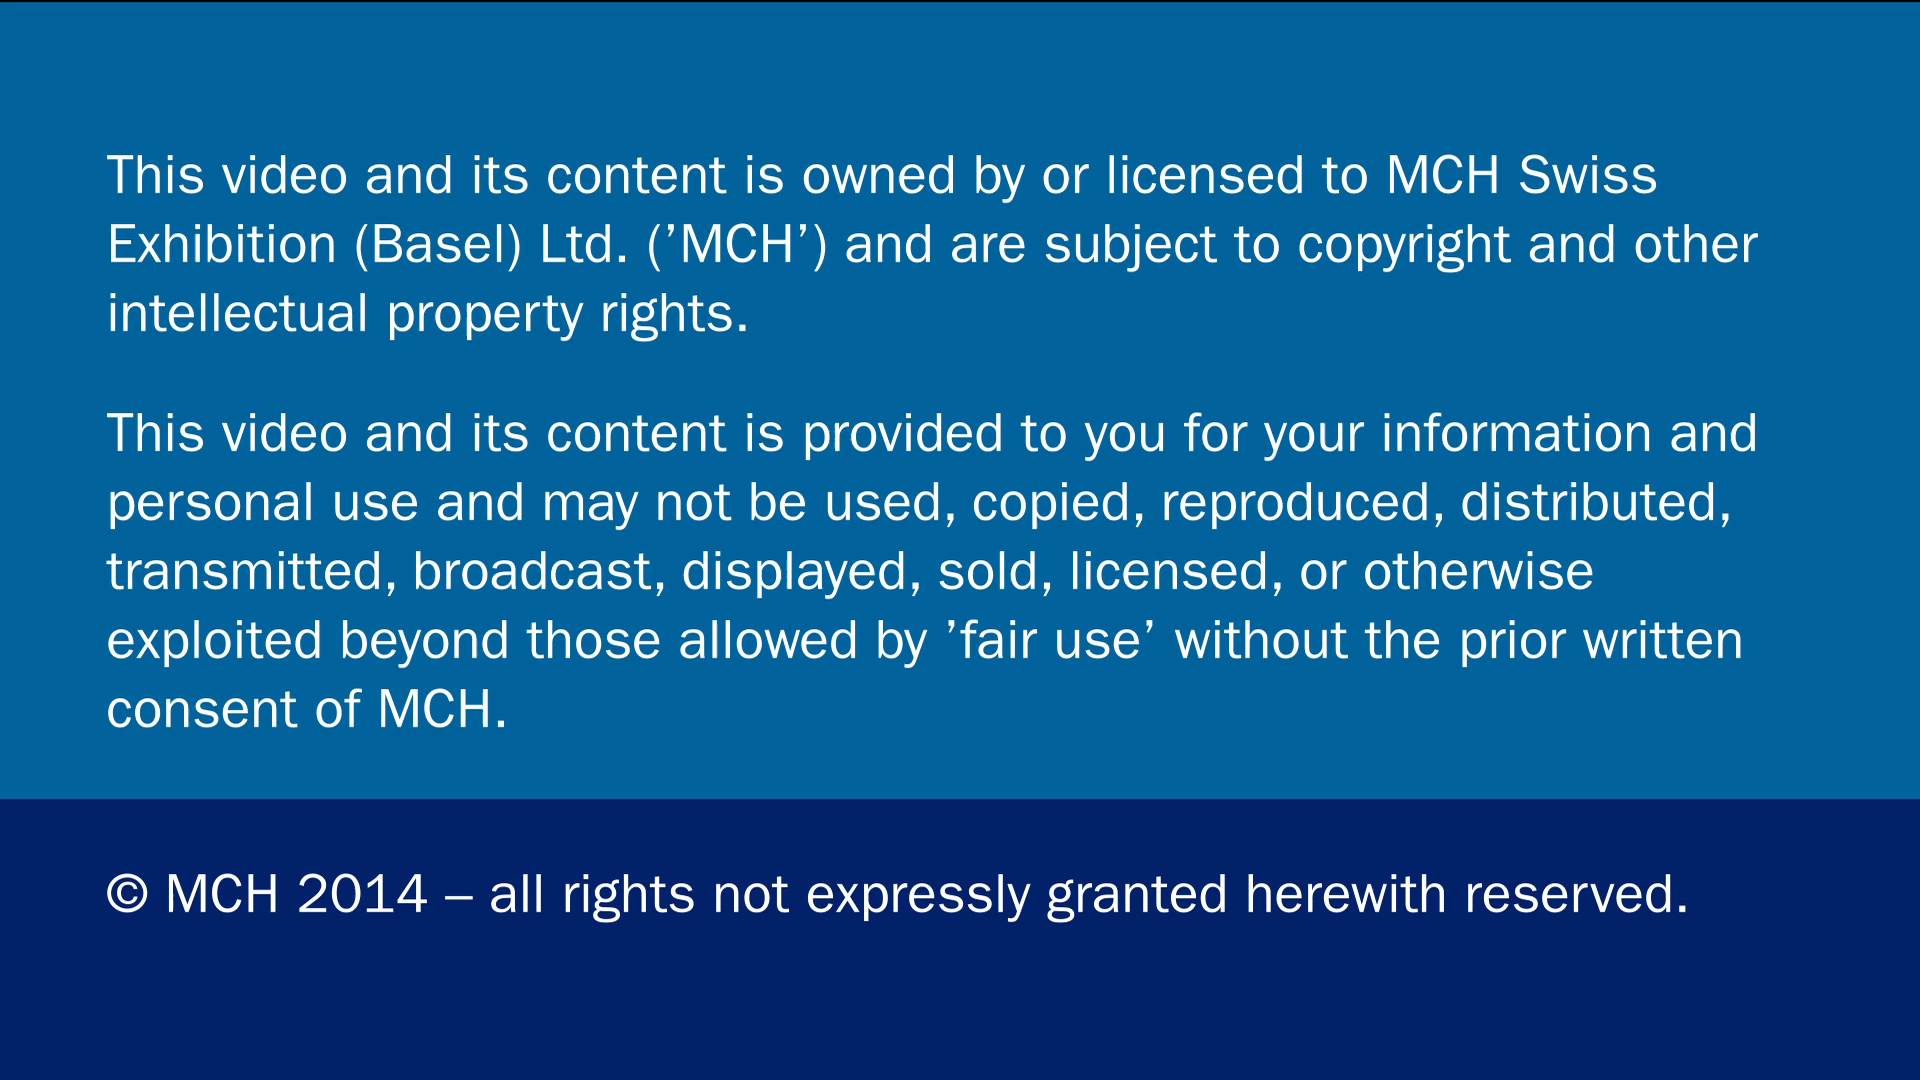 This video and its content is owned by or licensed to MCH Swiss
Exhibition (Basel) Ltd. (’MCH’) and are subject to copyright and other
intellectual property rights.
This video and its content is provided to you for your information and
personal use and may not be used, copied, reproduced, distributed,
transmitted, broadcast, displayed, sold, licensed, or otherwise
exploited beyond those allowed by ’fair use’ without the prior written
consent of MCH.
© MCH 2014 – all rights not expressly granted herewith reserved.